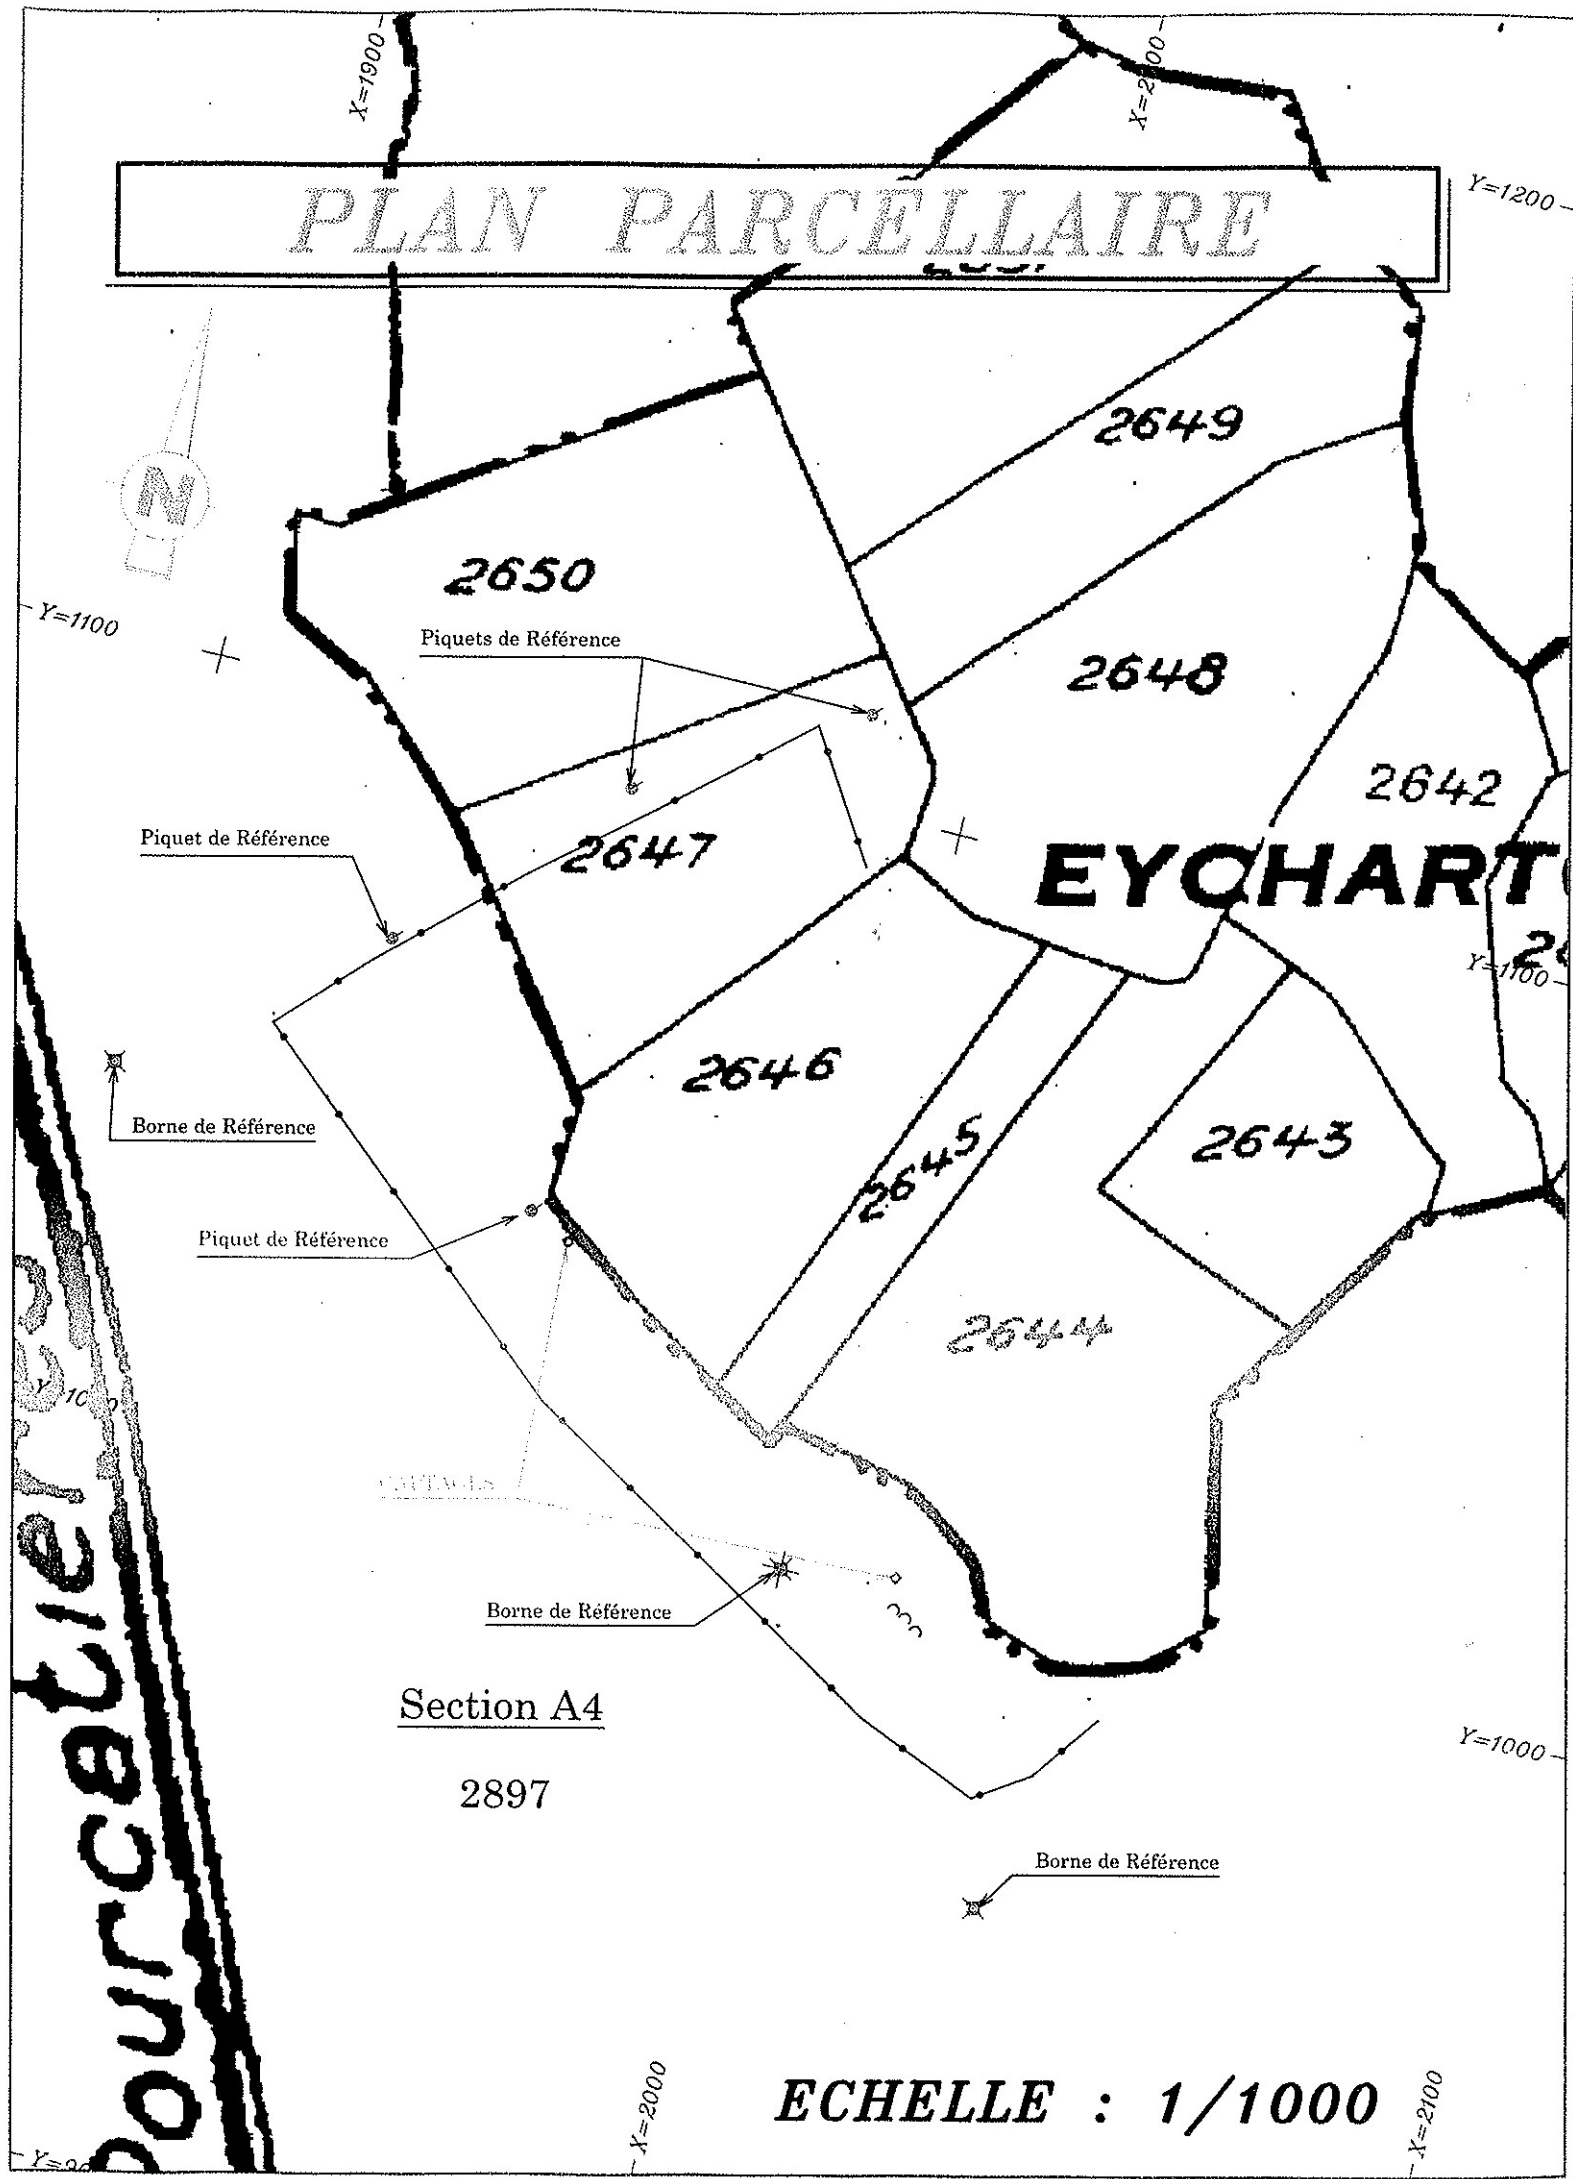 X=1900
PLAN PARCELLAIRE
Y=1200
2649
N
2650
Y=1100
Piquets de Référence
2648
2642
Piquet de Référence
2647
EYCHART
Y=1100
2646
Borne de Référence
2645
2643
Piquet de Référence
2644
CAPTAGES
Borne de Référence
Section A4
Y=1000
2897
Borne de Référence
X=2000
ECHELLE : 1/1000
X=2100